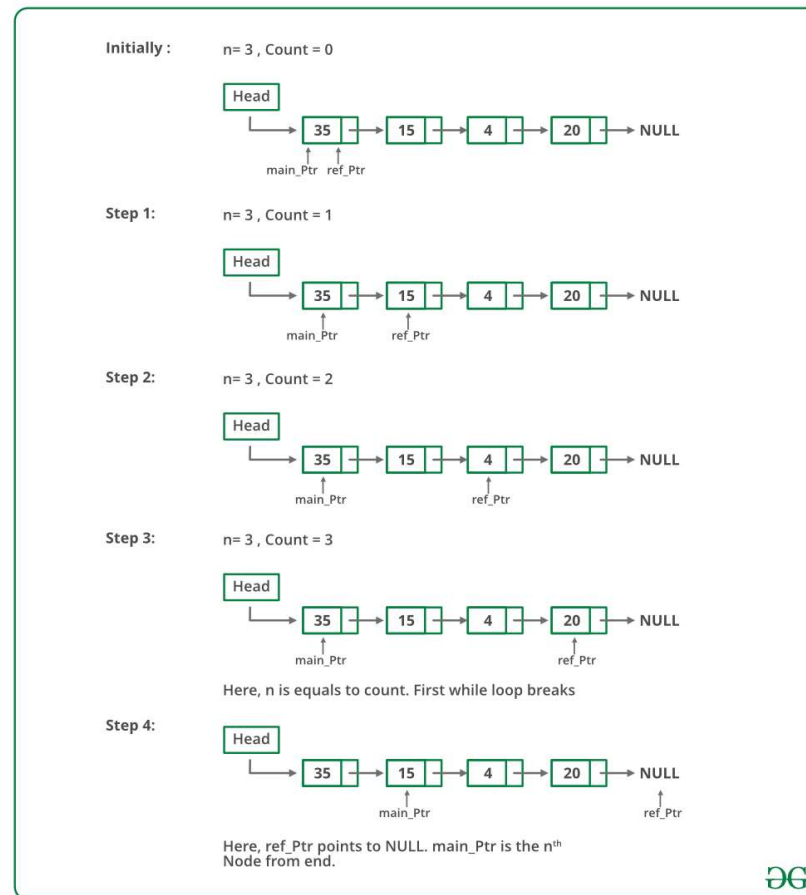 Initially :
n= 3 , Count = 0
Head
35 15 4 20 NULL
main_Ptr ref_Ptr
Step 1:
n= 3 , Count = 1
Head
35 15 4 20 NULL
main_Ptr ref_Ptr
Step 2:
n= 3 , Count = 2
Head
35 15 4 20 NULL
main_Ptr ref_Ptr
Step 3:
n= 3 , Count = 3
Head
35 15 4 20 NULL
main_Ptr ref_Ptr
Here, n is equals to count. First while loop breaks
Step 4:
Head
35 15 4 20 NULL
main_Ptr ref_Ptr
Here, ref_Ptr points to NULL. main_Ptr is the nth
Node from end.